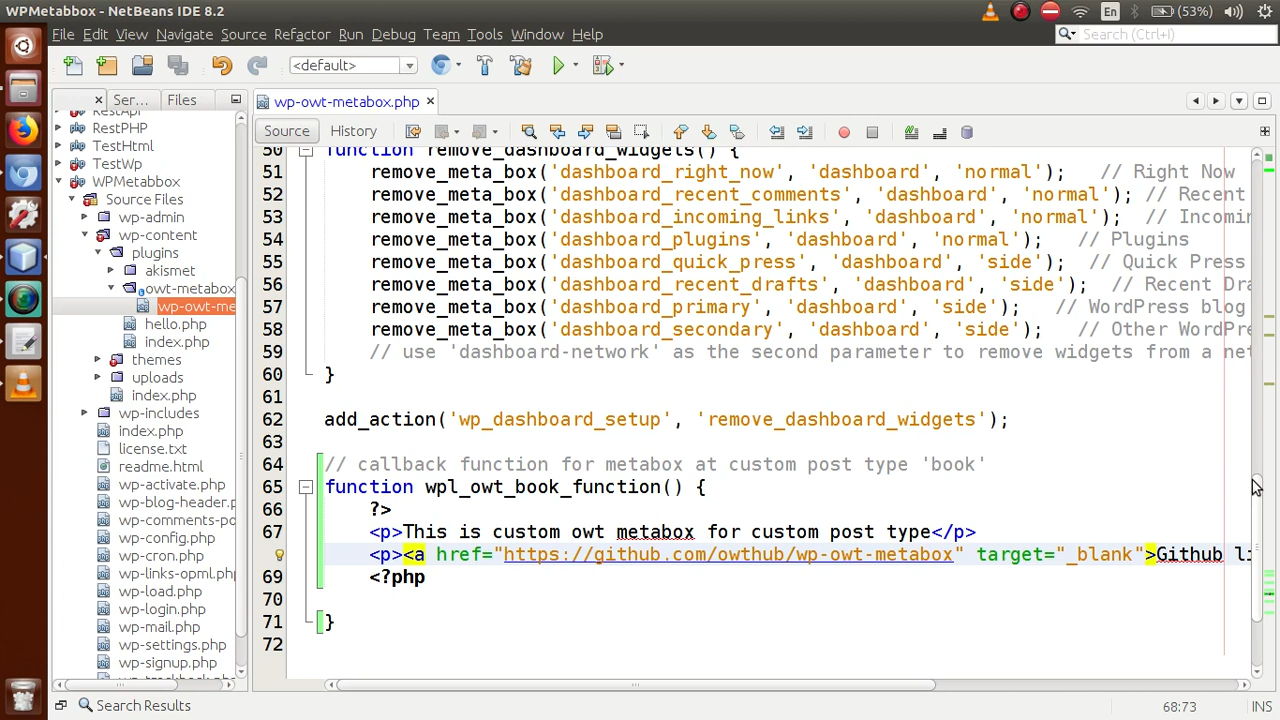 WPMetabbox - NetBeans IDE 8.2
En
(53%)
File Edit View Navigate Source Refactor Run Debug Team Tools Window Help
Search (Ctrl+I)
<default>
Ser... Files
wp-owt-metabox.php
Source History
RestApi
RestPHP
TestHtml
TestWp
WPMetabbox
Source Files
wp-admin
wp-content
plugins
akismet
owt-metabox
wp-owt-me
hello.php
index.php
themes
uploads
index.php
wp-includes
index.php
license.txt
readme.html
wp-activate.php
wp-blog-header.p
wp-comments-po
wp-config.php
wp-cron.php
wp-links-opml.php
wp-load.php
wp-login.php
wp-mail.php
wp-settings.php
wp-signup.php
wp-trackback.php
50 function remove_dashboard_widgets() {
51 remove_meta_box('dashboard_right_now', 'dashboard', 'normal');   // Right Now
52 remove_meta_box('dashboard_recent_comments', 'dashboard', 'normal'); // Recent
53 remove_meta_box('dashboard_incoming_links', 'dashboard', 'normal');  // Incom
54 remove_meta_box('dashboard_plugins', 'dashboard', 'normal');   // Plugins
55 remove_meta_box('dashboard_quick_press', 'dashboard', 'side');  // Quick Press
56 remove_meta_box('dashboard_recent_drafts', 'dashboard', 'side');  // Recent Dra
57 remove_meta_box('dashboard_primary', 'dashboard', 'side');   // WordPress blog
58 remove_meta_box('dashboard_secondary', 'dashboard', 'side');   // Other WordPre
59 // use 'dashboard-network' as the second parameter to remove widgets from a net
60 }
61
62 add_action('wp_dashboard_setup', 'remove_dashboard_widgets');
63
64 // callback function for metabox at custom post type 'book'
65 function wpl_owt_book_function() {
66 ?>
67 <p>This is custom owt metabox for custom post type</p>
<p><a href="https://github.com/owthub/wp-owt-metabox" target="_blank">Github li
69 <?php
70
71 }
72
Search Results
68:73
INS